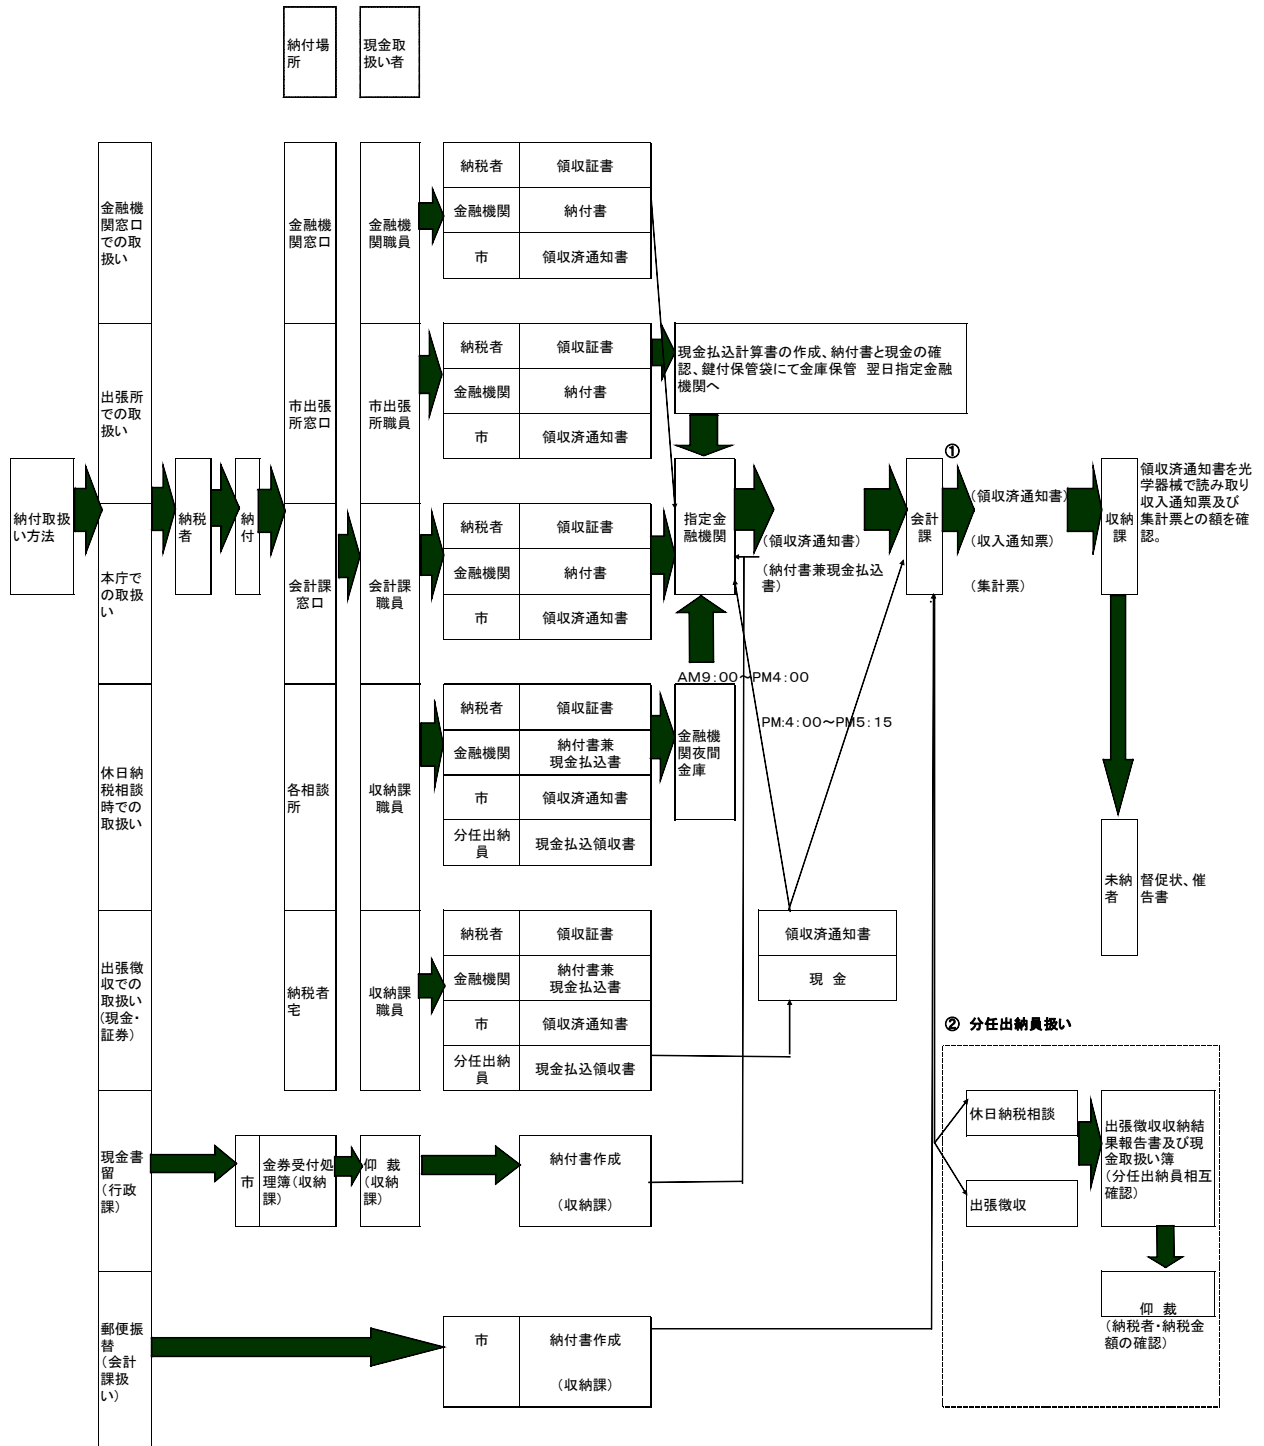 納付場
所
現金取
扱い者
納付取扱
い方法
金融機
関窓口
での取
扱い
出張所
での取
扱い
本庁で
の取扱
い
休日納
税相談
時での
取扱い
出張徴
収での
取扱い
(現金・
証券)
現金書
留
(行政
課)
郵便振
替
(会計
課扱
い)
納税
者
納
付
金融機
関窓口
市出張
所窓口
会計課
窓口
各相談
所
納税者
宅
金融機
関職員
市出張
所職員
会計課
職員
収納課
職員
収納課
職員
納税者 領収証書
金融機関 納付書
市 領収済通知書
納税者 領収証書
金融機関 納付書
市 領収済通知書
納税者 領収証書
金融機関 納付書
市 領収済通知書
納税者 領収証書
金融機関 納付書兼
現金払込書
市 領収済通知書
分任出納
員 現金払込領収書
納税者 領収証書
金融機関 納付書兼
現金払込書
市 領収済通知書
分任出納
員 現金払込領収書
市
金券受付処
理簿(収納
課)
仰 裁
(収納
課)
納付書作成
(収納課)
市 納付書作成
(収納課)
現金払込計算書の作成、納付書と現金の確
認、鍵付保管袋にて金庫保管 翌日指定金融
機関へ
指定金
融機関
(領収済通知書)
(納付書兼現金払込
書)
AM9:00~PM4:00
PM:4:00~PM5:15
金融機
関夜間
金庫
領収済通知書
現 金
会計
課
①
(領収済通知書)
(収入通知票)
(集計票)
収納
課
領収済通知書を光
学器械で読み取り
収入通知票及び
集計票との額を確
認。
未納
者
督促状、催
告書
② 分任出納員扱い
休日納税相談
出張徴収
出張徴収収納結
果報告書及び現
金取扱い簿
(分任出納員相互
確認)
仰 裁
(納税者・納税金
額の確認)